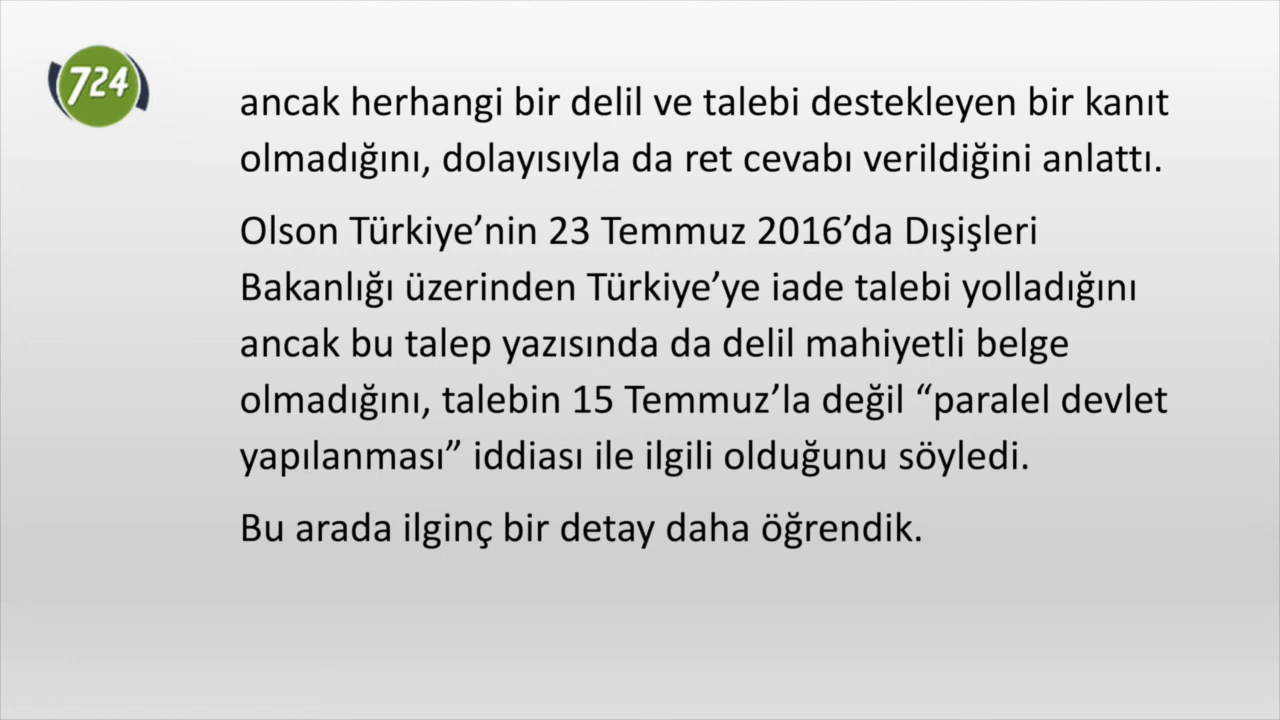 724
ancak herhangi bir delil ve talebi destekleyen bir kanıt
olmadığını, dolayısıyla da ret cevabı verildiğini anlattı.
Olson Türkiye’nin 23 Temmuz 2016’da Dışişleri
Bakanlığı üzerinden Türkiye’ye iade talebi yolladığını
ancak bu talep yazısında da delil mahiyetli belge
olmadığını, talebin 15 Temmuz’la değil “paralel devlet
yapılanması” iddiası ile ilgili olduğunu söyledi.
Bu arada ilginç bir detay daha öğrendik.